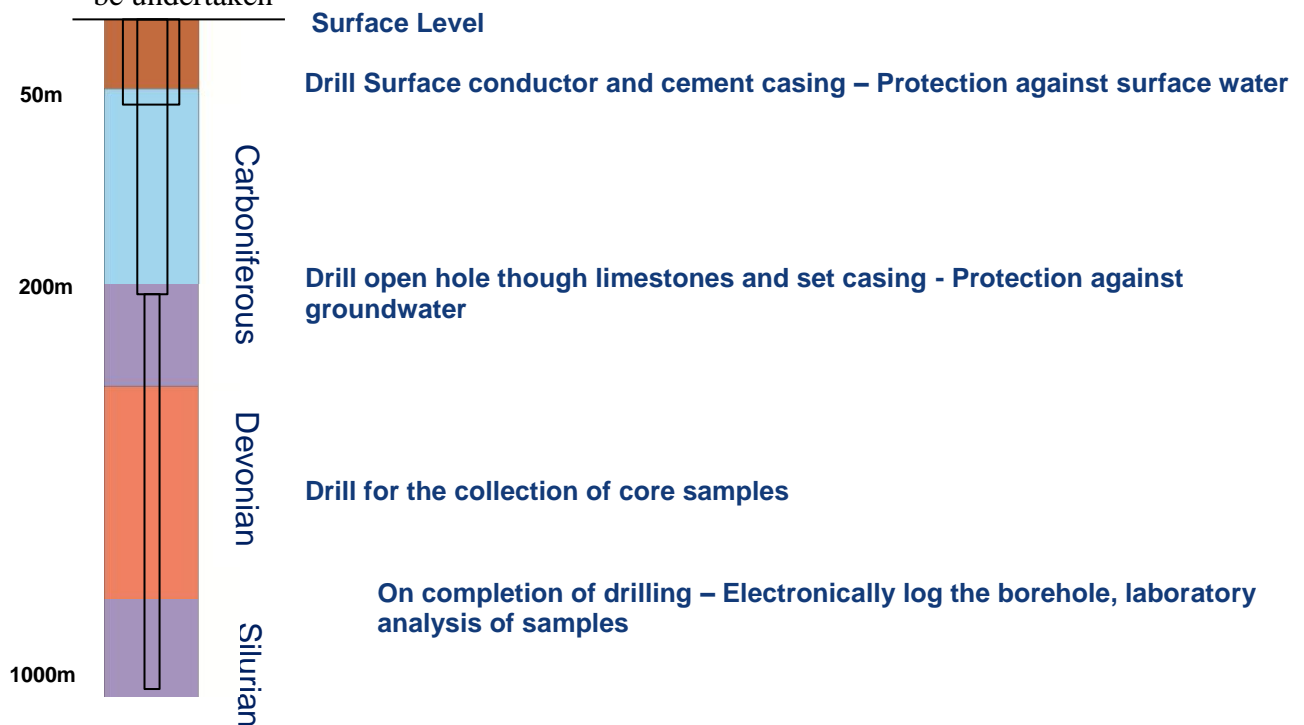 be undertaken
Surface Level
Drill Surface conductor and cement casing – Protection against surface water
50m
Carboniferous
Drill open hole though limestones and set casing - Protection against
groundwater
200m
Devonian
Drill for the collection of core samples
On completion of drilling – Electronically log the borehole, laboratory
analysis of samples
Silurian
1000m